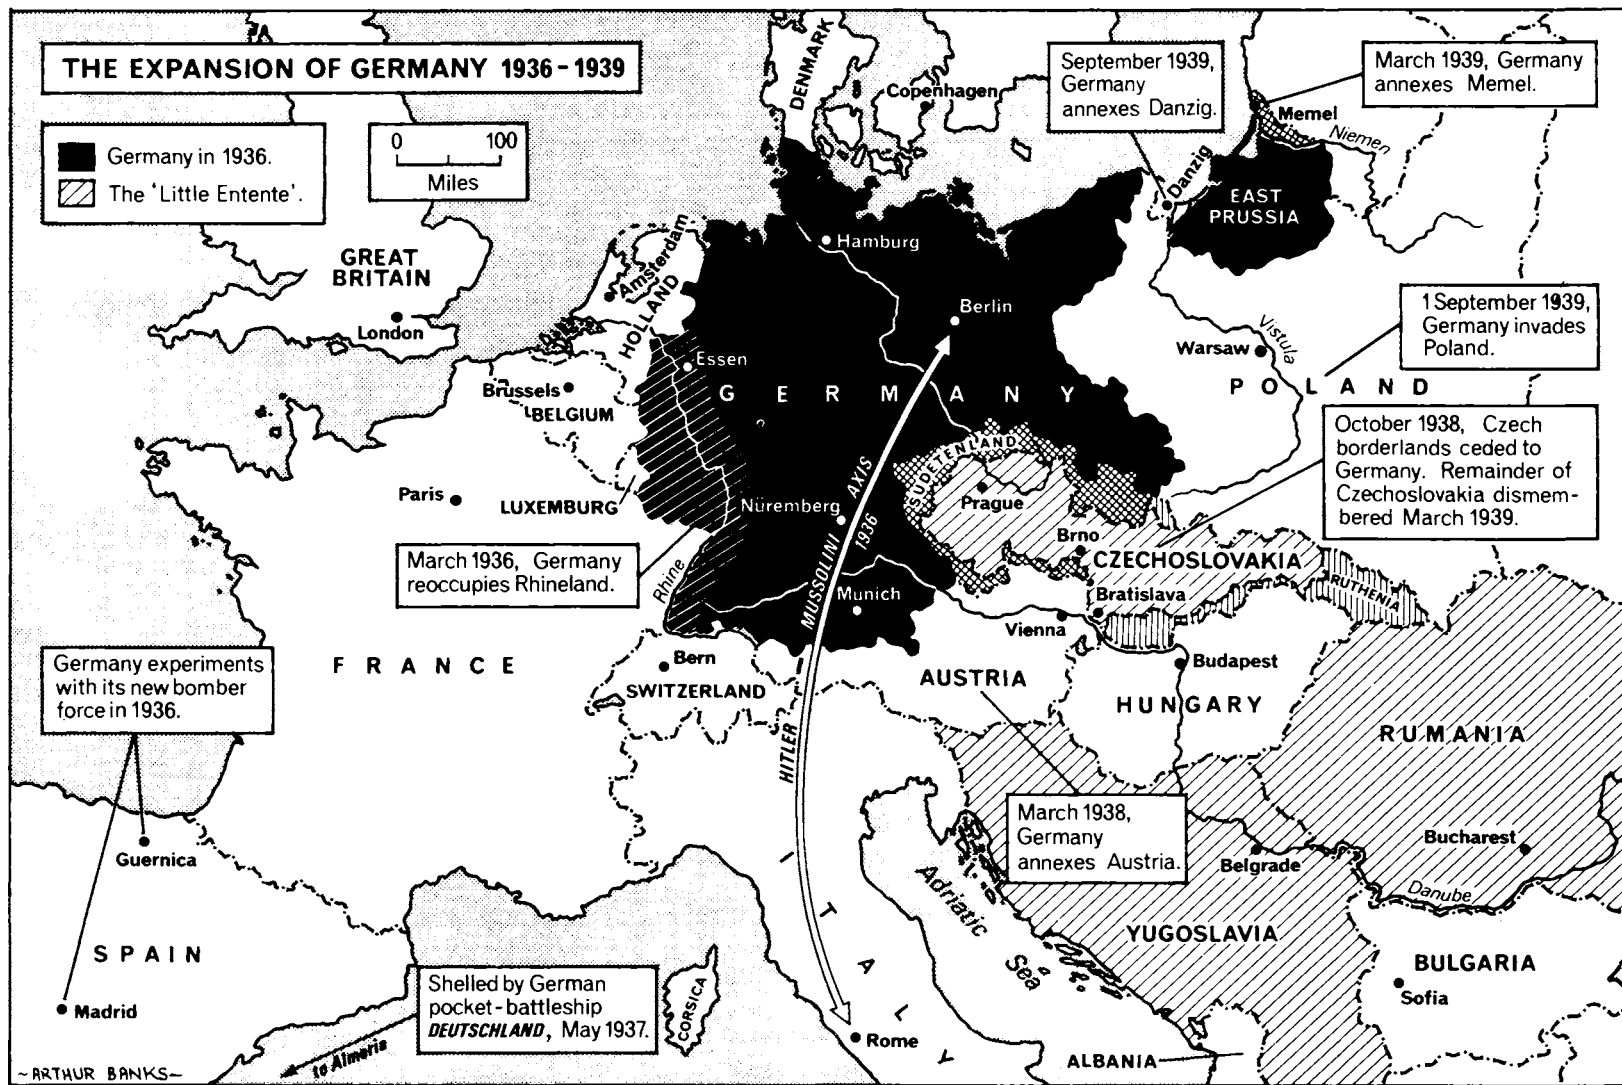 THE EXPANSION OF GERMANY 1936-1939
Germany in 1936.
The 'Little Entente'.
0 100
Miles
September 1939,
Germany
annexes Danzig.
March 1939, Germany
annexes Memel.
DENMARK
Copenhagen
Memel
Niemen
Danzig
EAST
PRUSSIA
GREAT
BRITAIN
London
Amsterdam
HOLLAND
Hamburg
Berlin
1 September 1939,
Germany invades
Poland.
Vistula
Warsaw
POLAND
Essen
Brussels
BELGIUM
GERMANY
October 1938, Czech
borderlands ceded to
Germany. Remainder of
Czechoslovakia dismem-
bered March 1939.
SUDETENLAND
Prague
Paris
LUXEMBURG
Nüremberg
HITLER MUSSOLINI AXIS
1936
Brno
CZECHOSLOVAKIA
RUTHENIA
March 1936, Germany
reoccupies Rhineland.
Rhine
Munich
Bratislava
Vienna
Germany experiments
with its new bomber
force in 1936.
FRANCE
Bern
SWITZERLAND
AUSTRIA
Budapest
HUNGARY
RUMANIA
March 1938,
Germany
annexes Austria.
Guernica
Belgrade
Bucharest
Danube
ITALY
Adriatic
Sea
YUGOSLAVIA
BULGARIA
Sofia
SPAIN
Madrid
Shelled by German
pocket-battleship
DEUTSCHLAND, May 1937.
to Almeria
CORSICA
Rome
ALBANIA
~ARTHUR BANKS~